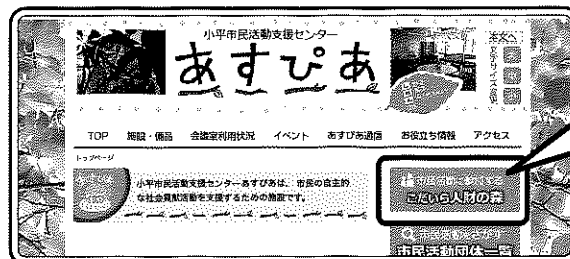 小平市民活動支援センター
あすぴあ
本文へ
TOP 施設・備品 会議室利用状況 イベント あすぴあ通信 お役立ち情報 アクセス
トップページ
小平市民活動支援センターあすぴあは、市民の自主的
な社会貢献活動を支援するための施設です。
こだいら人財の森
市民活動団体一覧